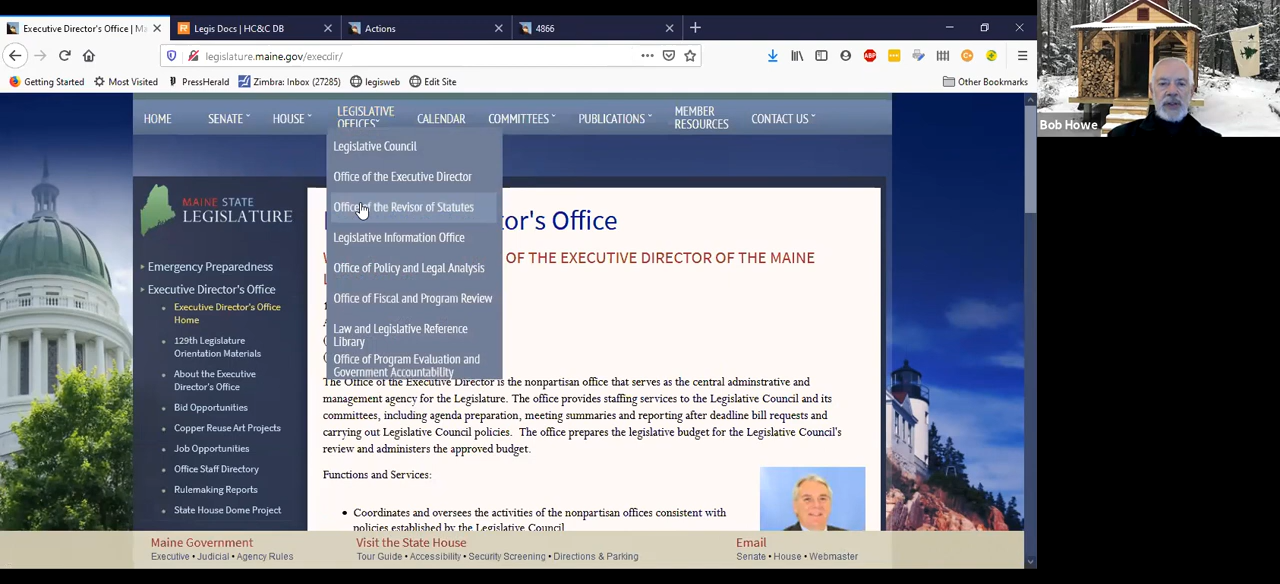 Executive Director's Office | Ma
Legis Docs | HC&C DB
Actions
4866
legislature.maine.gov/execdir/
ABP
Getting Started
Most Visited
PressHerald
Zimbra: Inbox (27285)
legisweb
Edit Site
Other Bookmarks
Bob Howe
HOME
SENATE
HOUSE
LEGISLATIVE
OFFICES
CALENDAR
COMMITTEES
PUBLICATIONS
MEMBER
RESOURCES
CONTACT US
Legislative Council
Office of the Executive Director
Office of the Revisor of Statutes
Legislative Information Office
Office of Policy and Legal Analysis
Office of Fiscal and Program Review
Law and Legislative Reference
Library
Office of Program Evaluation and
Government Accountability
MAINE STATE
LEGISLATURE
Emergency Preparedness
Executive Director's Office
Executive Director's Office
Home
129th Legislature
Orientation Materials
About the Executive
Director's Office
Bid Opportunities
Copper Reuse Art Projects
Job Opportunities
Office Staff Directory
Rulemaking Reports
State House Dome Project
tor's Office
OF THE EXECUTIVE DIRECTOR OF THE MAINE
The Office of the Executive Director is the nonpartisan office that serves as the central adminstrative and
management agency for the Legislature. The office provides staffing services to the Legislative Council and its
committees, including agenda preparation, meeting summaries and reporting after deadline bill requests and
carrying out Legislative Council policies. The office prepares the legislative budget for the Legislative Council's
review and administers the approved budget.
Functions and Services:
Coordinates and oversees the activities of the nonpartisan offices consistent with
policies established by the Legislative Council
Maine Government
Executive • Judicial • Agency Rules
Visit the State House
Tour Guide • Accessibility • Security Screening • Directions & Parking
Email
Senate • House • Webmaster